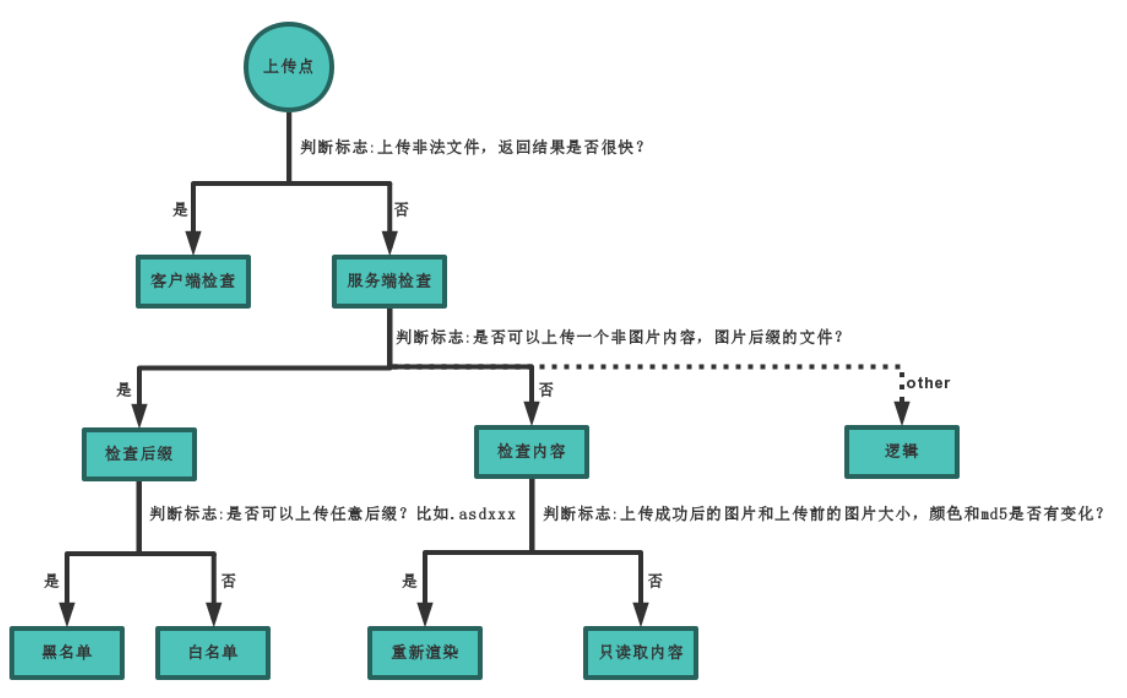 上传点
判断标志:上传非法文件，返回结果是否很快？
是
否
客户端检查
服务端检查
判断标志:是否可以上传一个非图片内容，图片后缀的文件？
是
否
other
检查后缀
检查内容
逻辑
判断标志:是否可以上传任意后缀？比如.asdxxx
判断标志:上传成功后的图片和上传前的图片大小，颜色和md5是否有变化？
是
否
是
否
黑名单
白名单
重新渲染
只读取内容